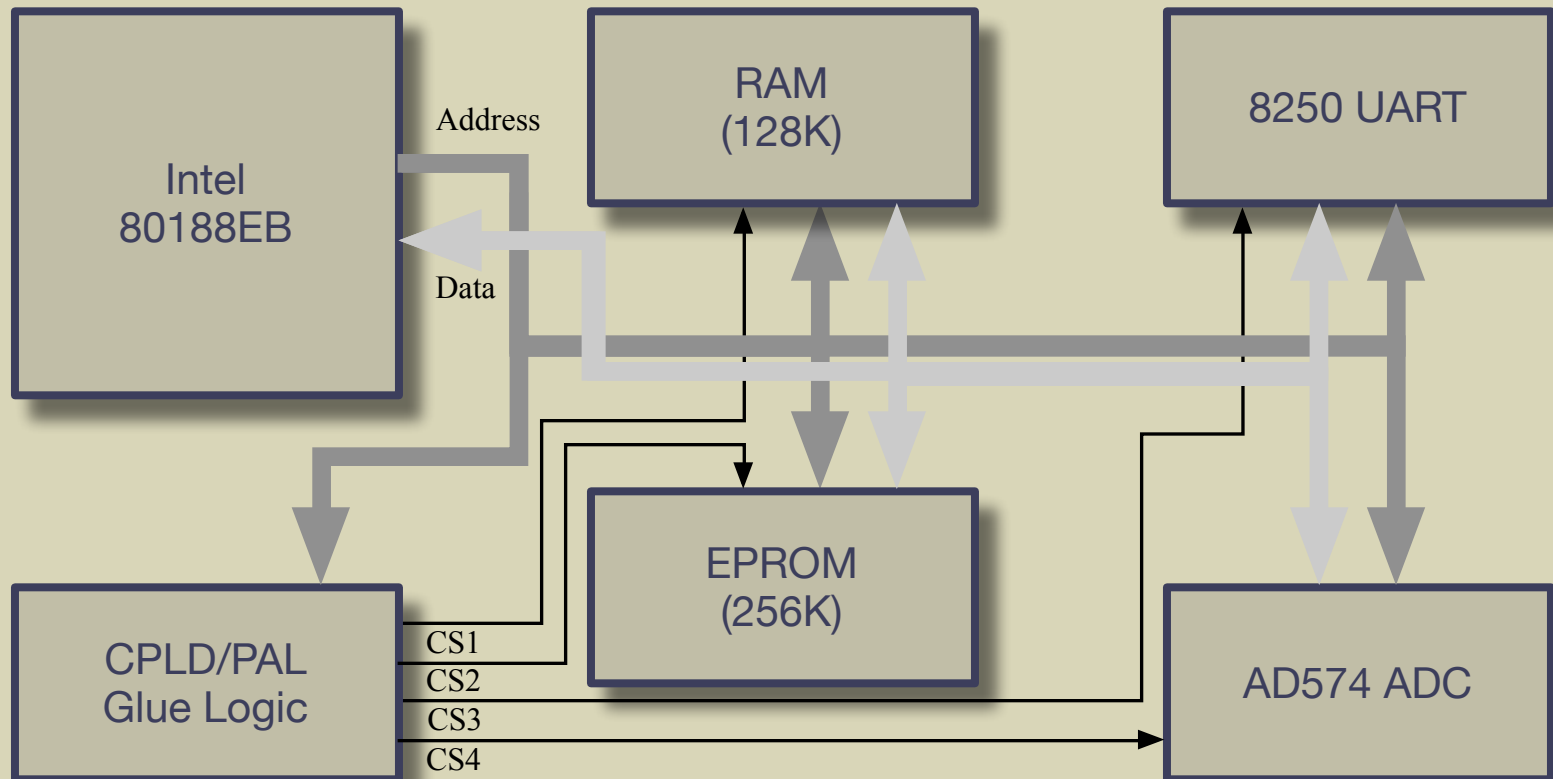 Intel
80188EB
Address
Data
RAM
(128K)
8250 UART
EPROM
(256K)
CPLD/PAL
Glue Logic
CS1
CS2
CS3
CS4
AD574 ADC